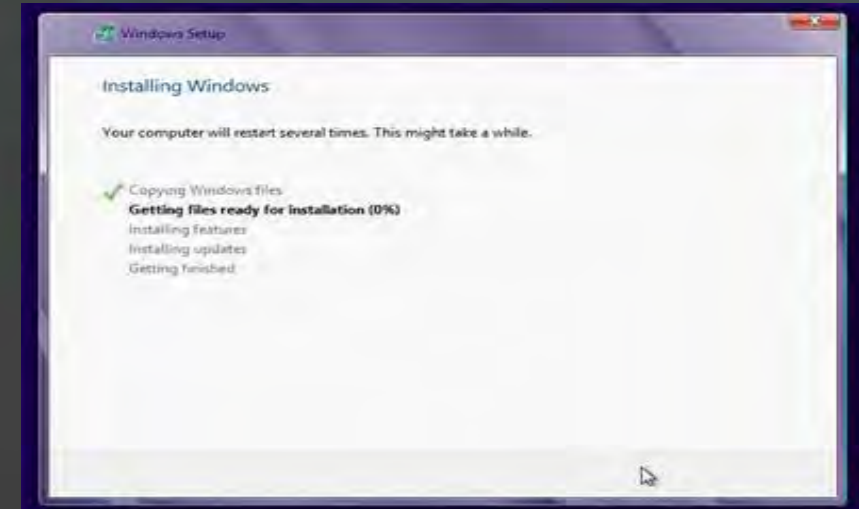 Windows Setup
Installing Windows
Your computer will restart several times. This might take a while.
Copying Windows files
Getting files ready for installation (0%)
Installing features
Installing updates
Getting finished